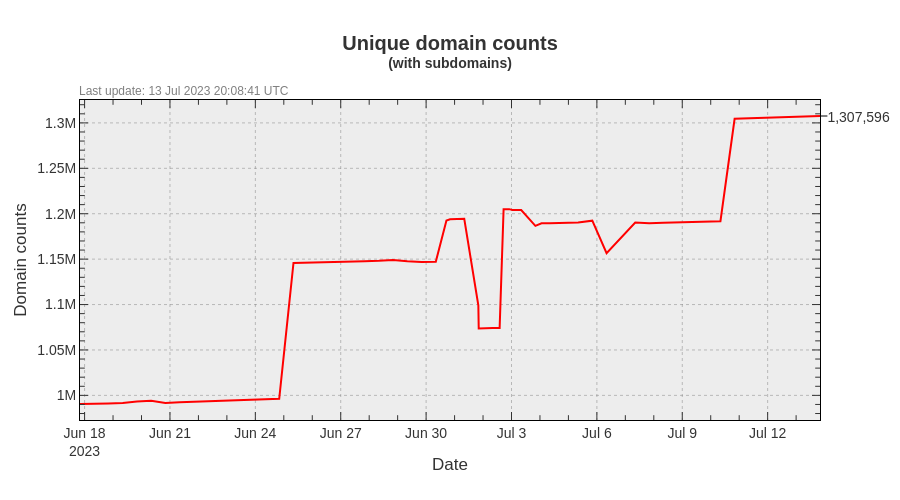 Unique domain counts
(with subdomains)
Last update: 13 Jul 2023 20:08:41 UTC
1.3M
1,307,596
1.25M
1.2M
1.15M
1.1M
1.05M
1M
Domain counts
Jun 18 Jun 21 Jun 24 Jun 27 Jun 30 Jul 3 Jul 6 Jul 9 Jul 12
2023
Date